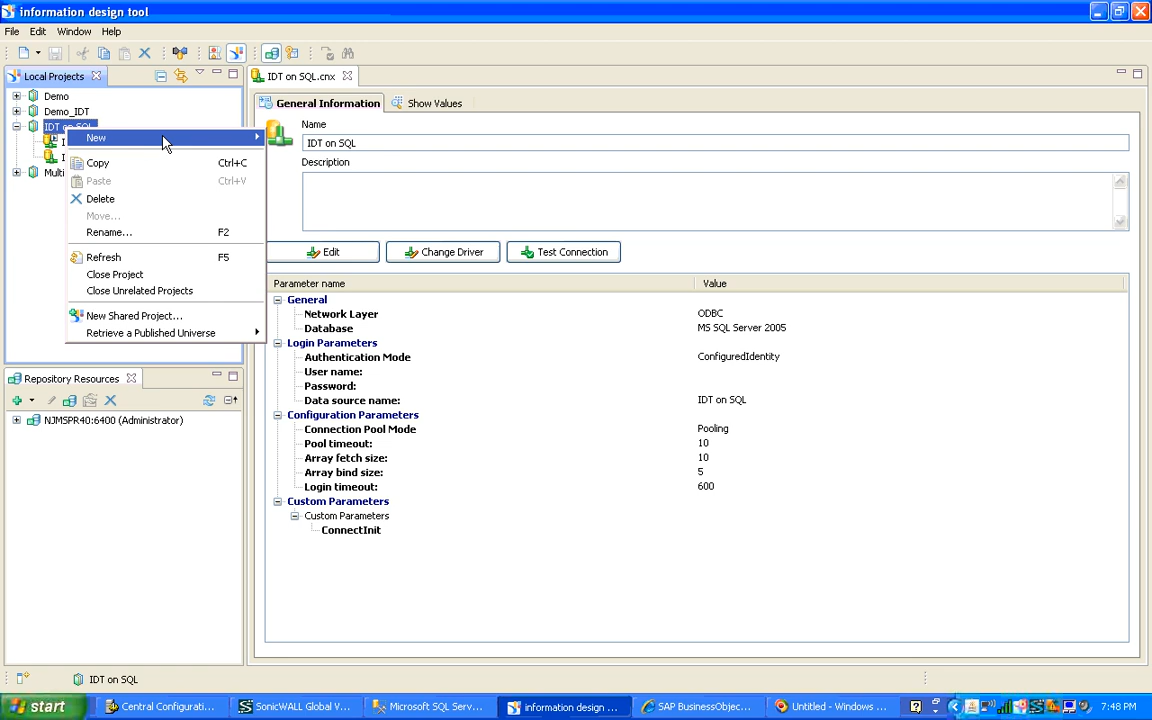 information design tool
File Edit Window Help
Local Projects
IDT on SQL.cnx
Demo
Demo_IDT
IDT on SQL
Multi
New
Copy Ctrl+C
Paste Ctrl+V
Delete
Move...
Rename... F2
Refresh F5
Close Project
Close Unrelated Projects
New Shared Project...
Retrieve a Published Universe
General Information Show Values
Name
IDT on SQL
Description
Edit Change Driver Test Connection
Parameter name Value
General
Network Layer ODBC
Database MS SQL Server 2005
Login Parameters
Authentication Mode ConfiguredIdentity
User name:
Password:
Data source name: IDT on SQL
Configuration Parameters
Connection Pool Mode Pooling
Pool timeout: 10
Array fetch size: 10
Array bind size: 5
Login timeout: 600
Custom Parameters
Custom Parameters
ConnectInit
Repository Resources
NJMSPR40:6400 (Administrator)
IDT on SQL
start Central Configurati... SonicWALL Global V... Microsoft SQL Serv... information design ... SAP BusinessObjec... Untitled - Windows ... 7:48 PM